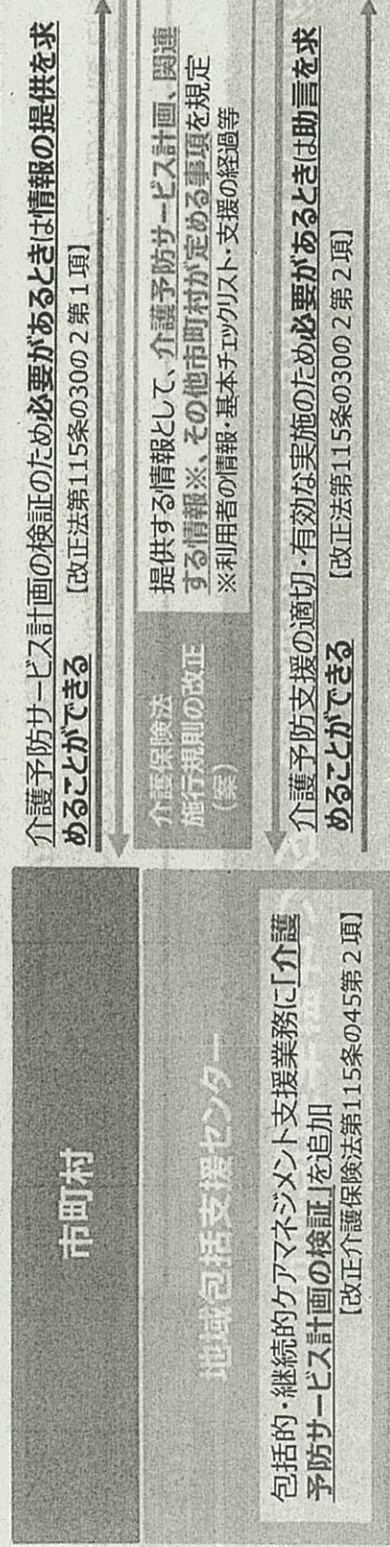 市町村
地域包括支援センター
包括的・継続的ケアマネジメント支援業務に「介護
予防サービス計画の検証」を追加
【改正介護保険法第115条の45第2項】
介護予防サービス計画の検証のため必要があるときは情報の提供を求
めることができる　【改正法第115条の30の2第1項】
介護保険法
施行規則の改正
(案)
提供する情報として、介護予防サービス計画、関連
する情報※、その他市町村が定める事項を規定
※利用者の情報・基本チェックリスト・支援の経過等
介護予防支援の適切・有効な実施のため必要があるときは助言を求
めることができる　【改正法第115条の30の2第2項】